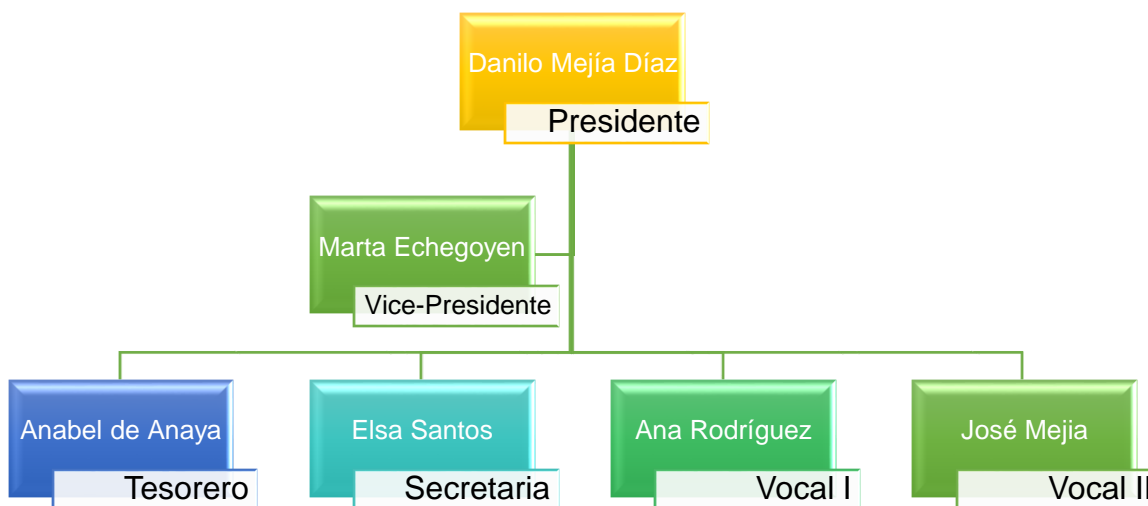 Danilo Mejía Díaz
Presidente
Marta Echegoyen
Vice-Presidente
Anabel de Anaya
Tesorero
Elsa Santos
Secretaria
Ana Rodríguez
Vocal I
José Mejia
Vocal II